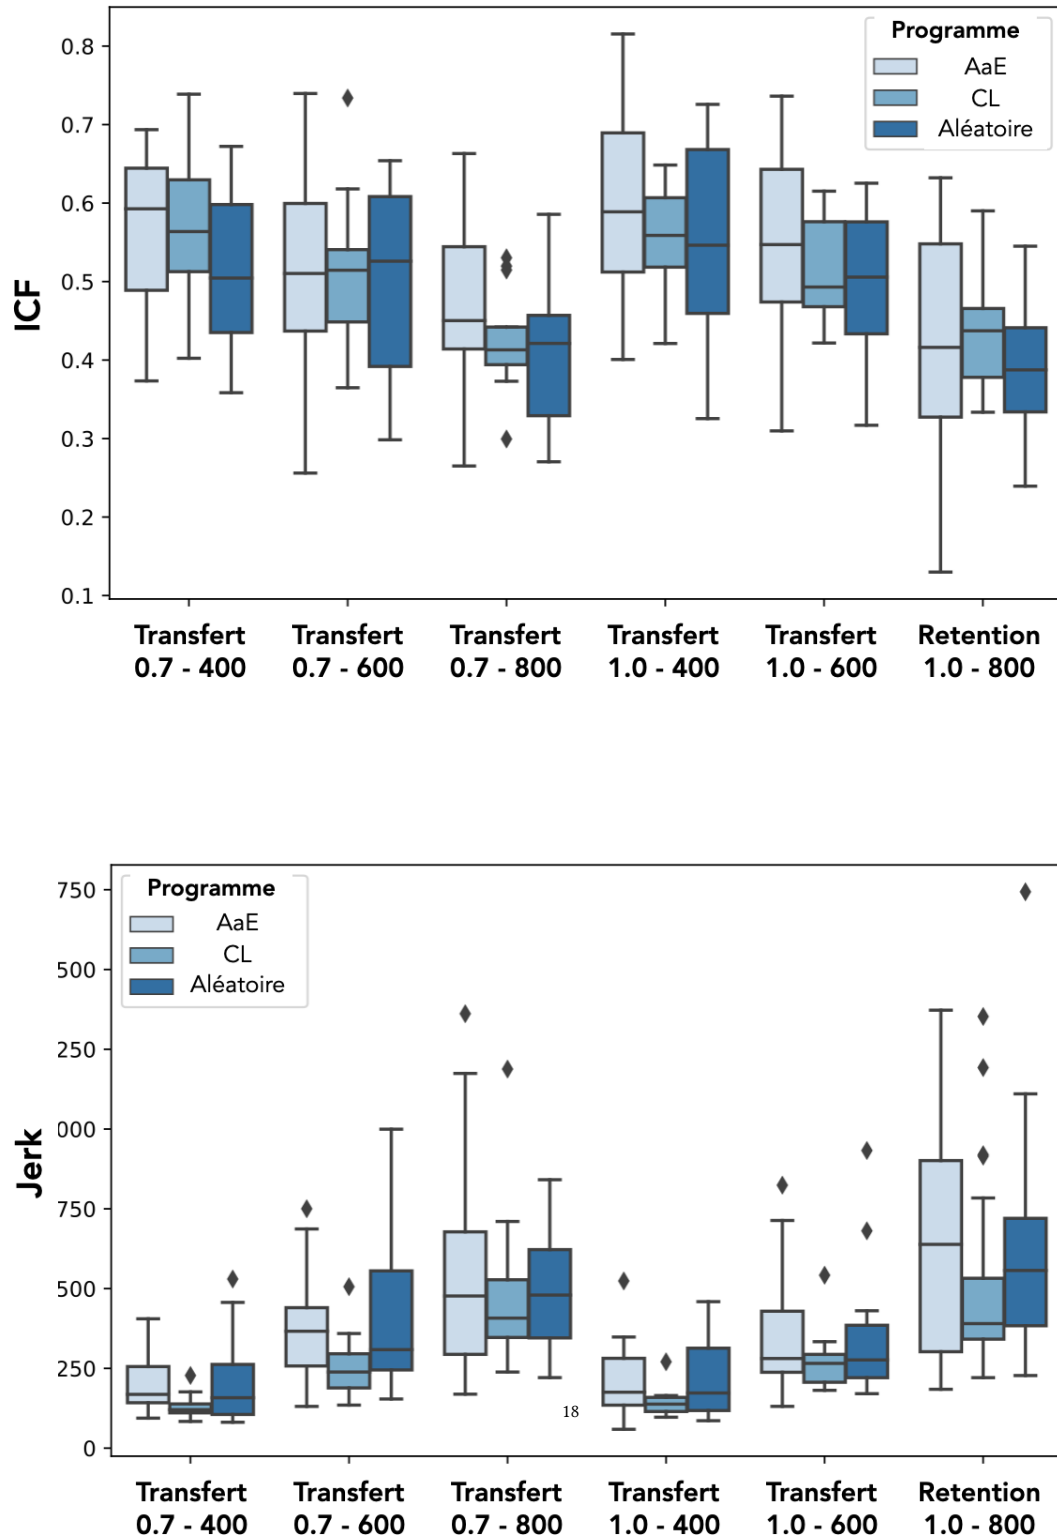 Programme
AaE
CL
Aléatoire
0.8
0.7
0.6
0.5
0.4
0.3
0.2
0.1
ICF
Transfert Transfert Transfert Transfert Transfert Retention
0.7 - 400 0.7 - 600 0.7 - 800 1.0 - 400 1.0 - 600 1.0 - 800
Programme
AaE
CL
Aléatoire
750
500
250
000
750
500
250
0
Jerk
18
Transfert Transfert Transfert Transfert Transfert Retention
0.7 - 400 0.7 - 600 0.7 - 800 1.0 - 400 1.0 - 600 1.0 - 800